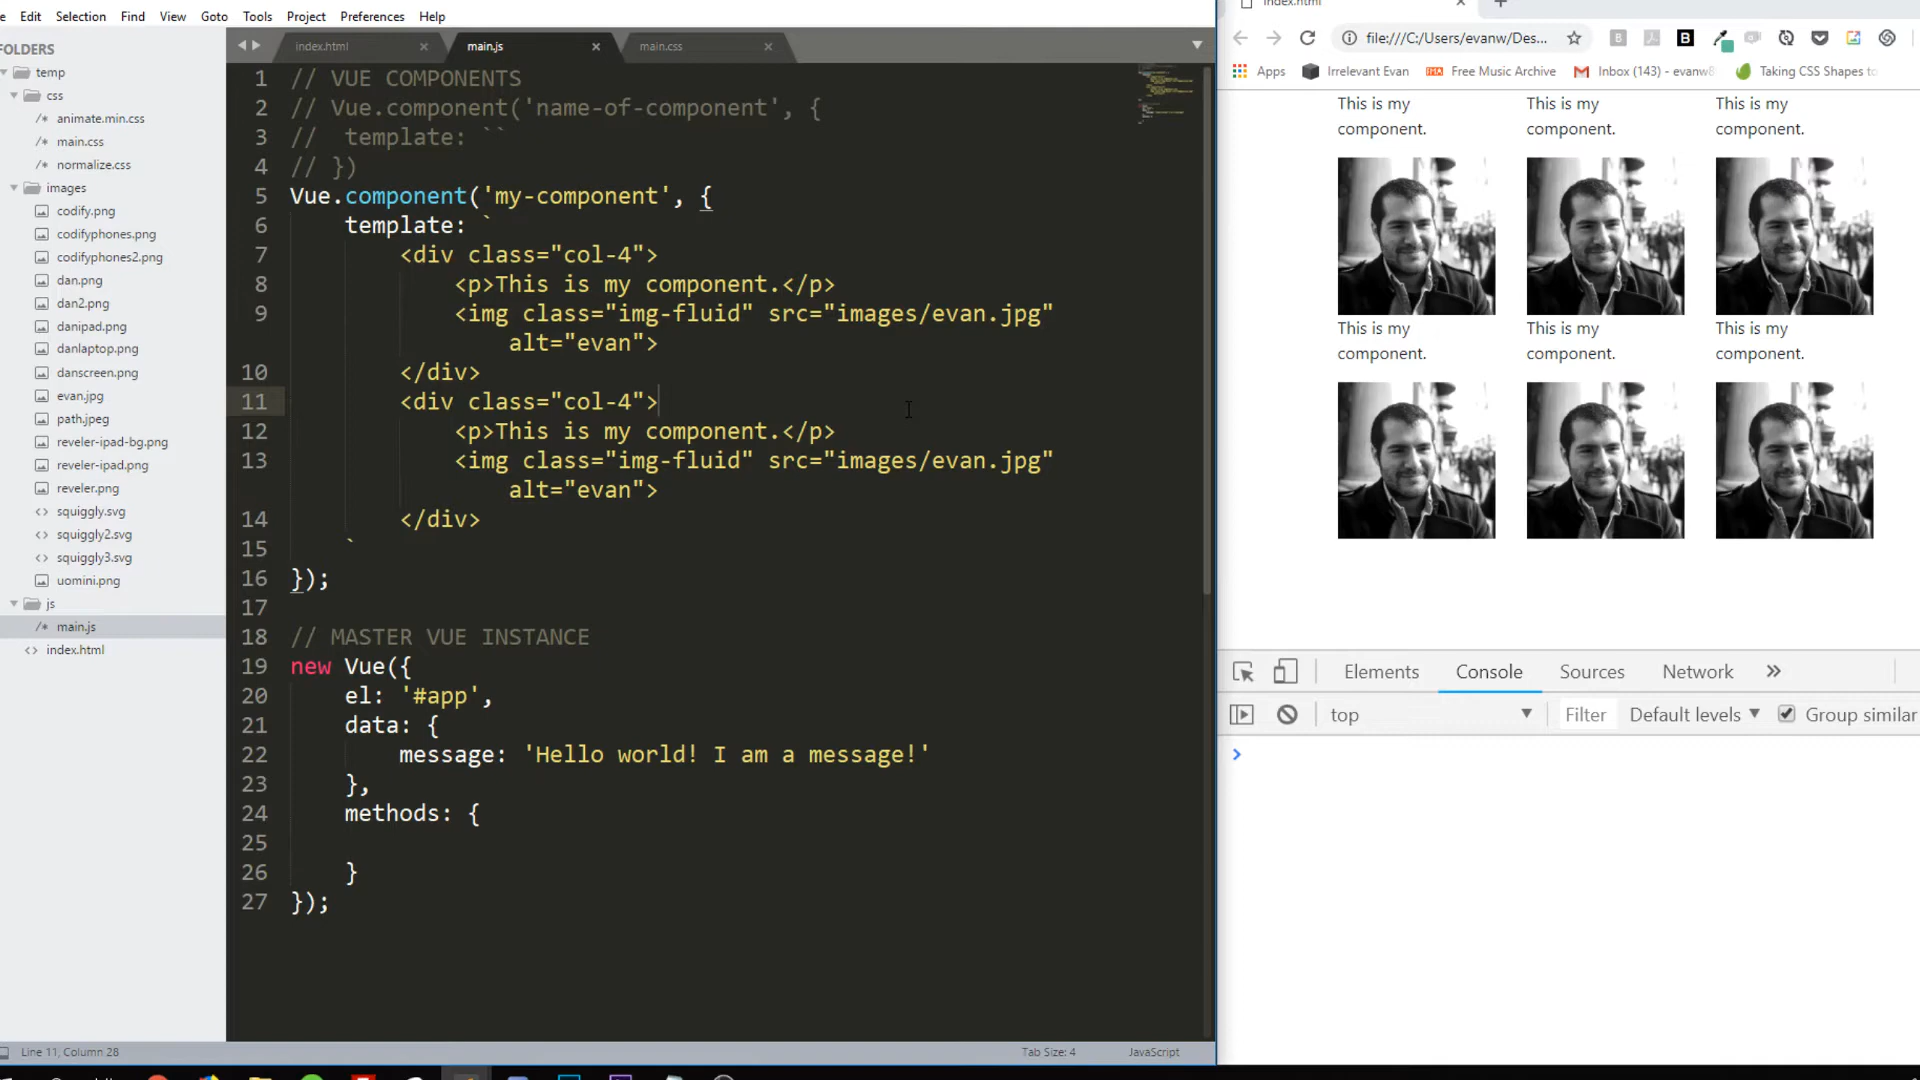 Edit Selection Find View Goto Tools Project Preferences Help
FOLDERS
temp
css
animate.min.css
main.css
normalize.css
images
codify.png
codifyphones.png
codifyphones2.png
dan.png
dan2.png
danipad.png
danlaptop.png
danscreen.png
evan.jpg
path.jpeg
reveler-ipad-bg.png
reveler-ipad.png
reveler.png
squiggly.svg
squiggly2.svg
squiggly3.svg
uomini.png
js
main.js
index.html
index.html main.js main.css
1 // VUE COMPONENTS
2 // Vue.component('name-of-component', {
3 //  template: ``
4 // })
5 Vue.component('my-component', {
6 template: `
7 <div class="col-4">
8 <p>This is my component.</p>
9 <img class="img-fluid" src="images/evan.jpg"
alt="evan">
10 </div>
11 <div class="col-4">
12 <p>This is my component.</p>
13 <img class="img-fluid" src="images/evan.jpg"
alt="evan">
14 </div>
15 `
16 });
17
18 // MASTER VUE INSTANCE
19 new Vue({
20 el: '#app',
21 data: {
22 message: 'Hello world! I am a message!'
23 },
24 methods: {
25
26 }
27 });
Line 11, Column 28 Tab Size: 4 JavaScript
index.html
file:///C:/Users/evanw/Des...
Apps Irrelevant Evan Free Music Archive Inbox (143) - evanw8 Taking CSS Shapes to
This is my This is my This is my
component. component. component.
This is my This is my This is my
component. component. component.
Elements Console Sources Network »
top Filter Default levels Group similar